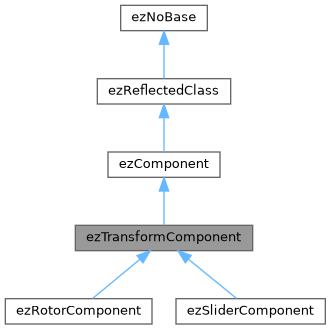 ezNoBase
ezReflectedClass
ezComponent
ezTransformComponent
ezRotorComponent
ezSliderComponent